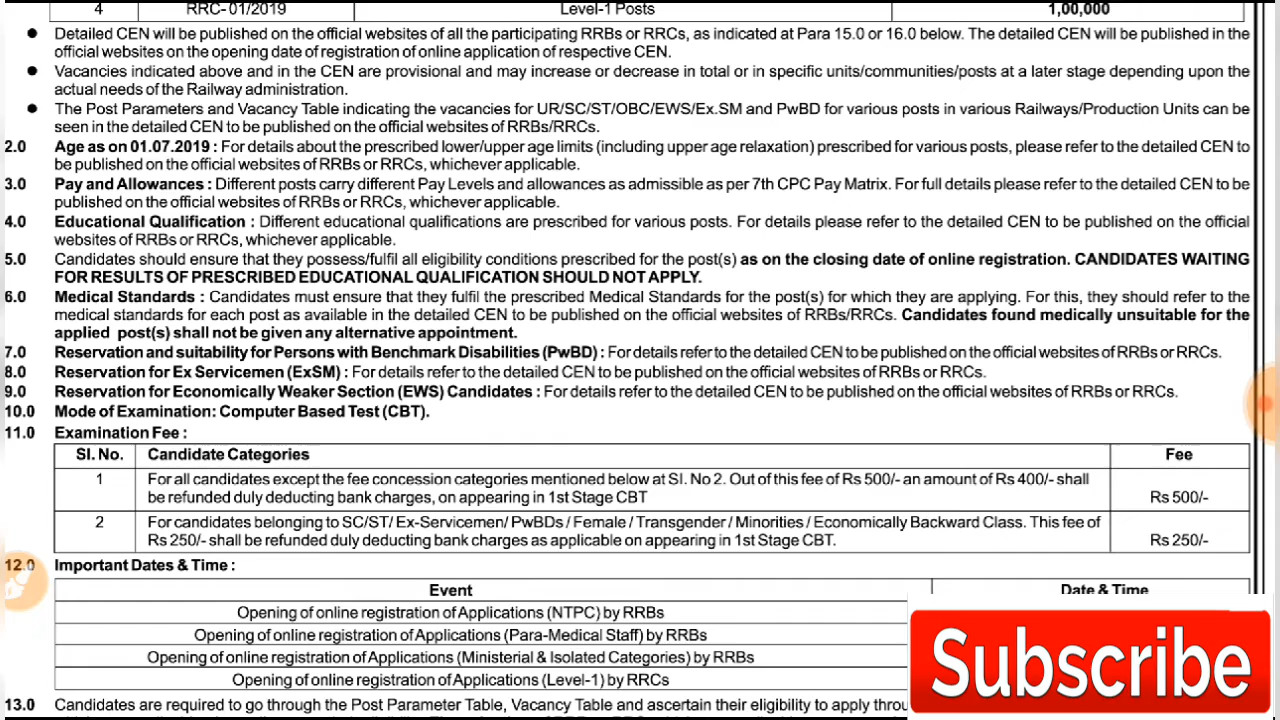 4 RRC-01/2019 Level-1 Posts 1,00,000
● Detailed CEN will be published on the official websites of all the participating RRBs or RRCs, as indicated at Para 15.0 or 16.0 below. The detailed CEN will be published in the
official websites on the opening date of registration of online application of respective CEN.
● Vacancies indicated above and in the CEN are provisional and may increase or decrease in total or in specific units/communities/posts at a later stage depending upon the
actual needs of the Railway administration.
● The Post Parameters and Vacancy Table indicating the vacancies for UR/SC/ST/OBC/EWS/Ex.SM and PwBD for various posts in various Railways/Production Units can be
seen in the detailed CEN to be published on the official websites of RRBs/RRCs.
2.0 Age as on 01.07.2019 : For details about the prescribed lower/upper age limits (including upper age relaxation) prescribed for various posts, please refer to the detailed CEN to
be published on the official websites of RRBs or RRCs, whichever applicable.
3.0 Pay and Allowances : Different posts carry different Pay Levels and allowances as admissible as per 7th CPC Pay Matrix. For full details please refer to the detailed CEN to be
published on the official websites of RRBs or RRCs, whichever applicable.
4.0 Educational Qualification : Different educational qualifications are prescribed for various posts. For details please refer to the detailed CEN to be published on the official
websites of RRBs or RRCs, whichever applicable.
5.0 Candidates should ensure that they possess/fulfil all eligibility conditions prescribed for the post(s) as on the closing date of online registration. CANDIDATES WAITING
FOR RESULTS OF PRESCRIBED EDUCATIONAL QUALIFICATION SHOULD NOT APPLY.
6.0 Medical Standards : Candidates must ensure that they fulfil the prescribed Medical Standards for the post(s) for which they are applying. For this, they should refer to the
medical standards for each post as available in the detailed CEN to be published on the official websites of RRBs/RRCs. Candidates found medically unsuitable for the
applied post(s) shall not be given any alternative appointment.
7.0 Reservation and suitability for Persons with Benchmark Disabilities (PwBD) : For details refer to the detailed CEN to be published on the official websites of RRBs or RRCs.
8.0 Reservation for Ex Servicemen (ExSM) : For details refer to the detailed CEN to be published on the official websites of RRBs or RRCs.
9.0 Reservation for Economically Weaker Section (EWS) Candidates : For details refer to the detailed CEN to be published on the official websites of RRBs or RRCs.
10.0 Mode of Examination: Computer Based Test (CBT).
11.0 Examination Fee :
Sl. No. Candidate Categories Fee
1 For all candidates except the fee concession categories mentioned below at Sl. No 2. Out of this fee of Rs 500/- an amount of Rs 400/- shall
be refunded duly deducting bank charges, on appearing in 1st Stage CBT Rs 500/-
2 For candidates belonging to SC/ST/ Ex-Servicemen/ PwBDs / Female / Transgender / Minorities / Economically Backward Class. This fee of
Rs 250/- shall be refunded duly deducting bank charges as applicable on appearing in 1st Stage CBT. Rs 250/-
12.0 Important Dates & Time :
Event Date & Time
Opening of online registration of Applications (NTPC) by RRBs
Opening of online registration of Applications (Para-Medical Staff) by RRBs
Opening of online registration of Applications (Ministerial & Isolated Categories) by RRBs
Opening of online registration of Applications (Level-1) by RRCs
Subscribe
13.0 Candidates are required to go through the Post Parameter Table, Vacancy Table and ascertain their eligibility to apply